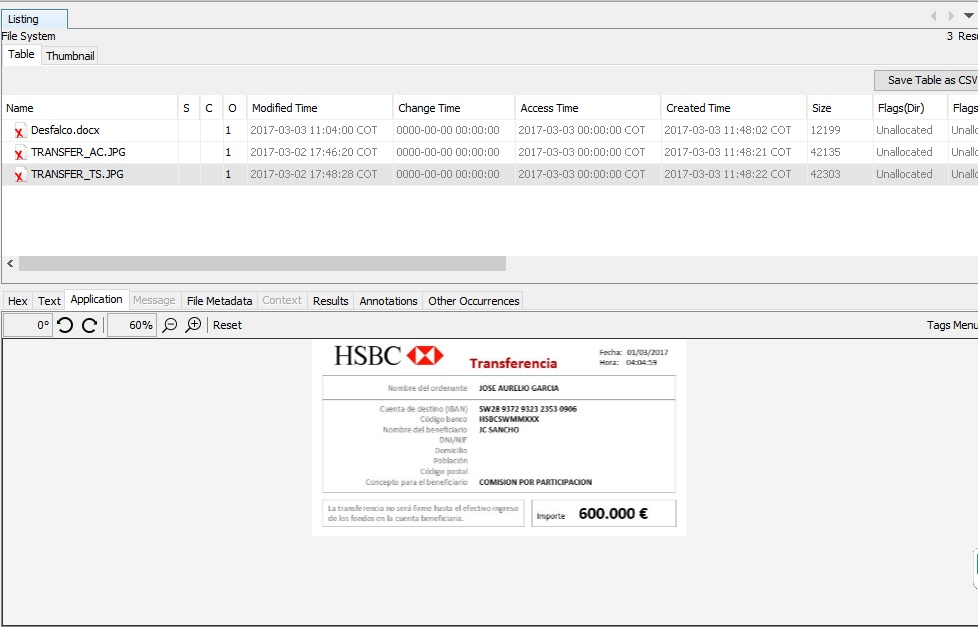 Listing
File System 3 Resu
Table Thumbnail
Save Table as CSV
Name S C O Modified Time Change Time Access Time Created Time Size Flags(Dir) Flags
Desfalco.docx 1 2017-03-03 11:04:00 COT 0000-00-00 00:00:00 2017-03-03 00:00:00 COT 2017-03-03 11:48:02 COT 12199 Unallocated Unallo
TRANSFER_AC.JPG 1 2017-03-02 17:46:20 COT 0000-00-00 00:00:00 2017-03-03 00:00:00 COT 2017-03-03 11:48:21 COT 42135 Unallocated Unallo
TRANSFER_TS.JPG 1 2017-03-02 17:48:28 COT 0000-00-00 00:00:00 2017-03-03 00:00:00 COT 2017-03-03 11:48:22 COT 42303 Unallocated Unallo
Hex Text Application Message File Metadata Context Results Annotations Other Occurrences
0° 60% Reset Tags Menu
HSBC Transferencia
Fecha: 01/03/2017
Hora: 04:04:59
Nombre del ordenante JOSE AURELIO GARCIA
Cuenta de destino (IBAN) SW28 9372 9323 2353 0906
Código banco HSBCSWMMXXX
Nombre del beneficiario JC SANCHO
DNI/NIF
Domicilio
Población
Código postal
Concepto para el beneficiario COMISION POR PARTICIPACION
La transferencia no será firme hasta el efectivo ingreso
de los fondos en la cuenta beneficiaria.
Importe 600.000 €